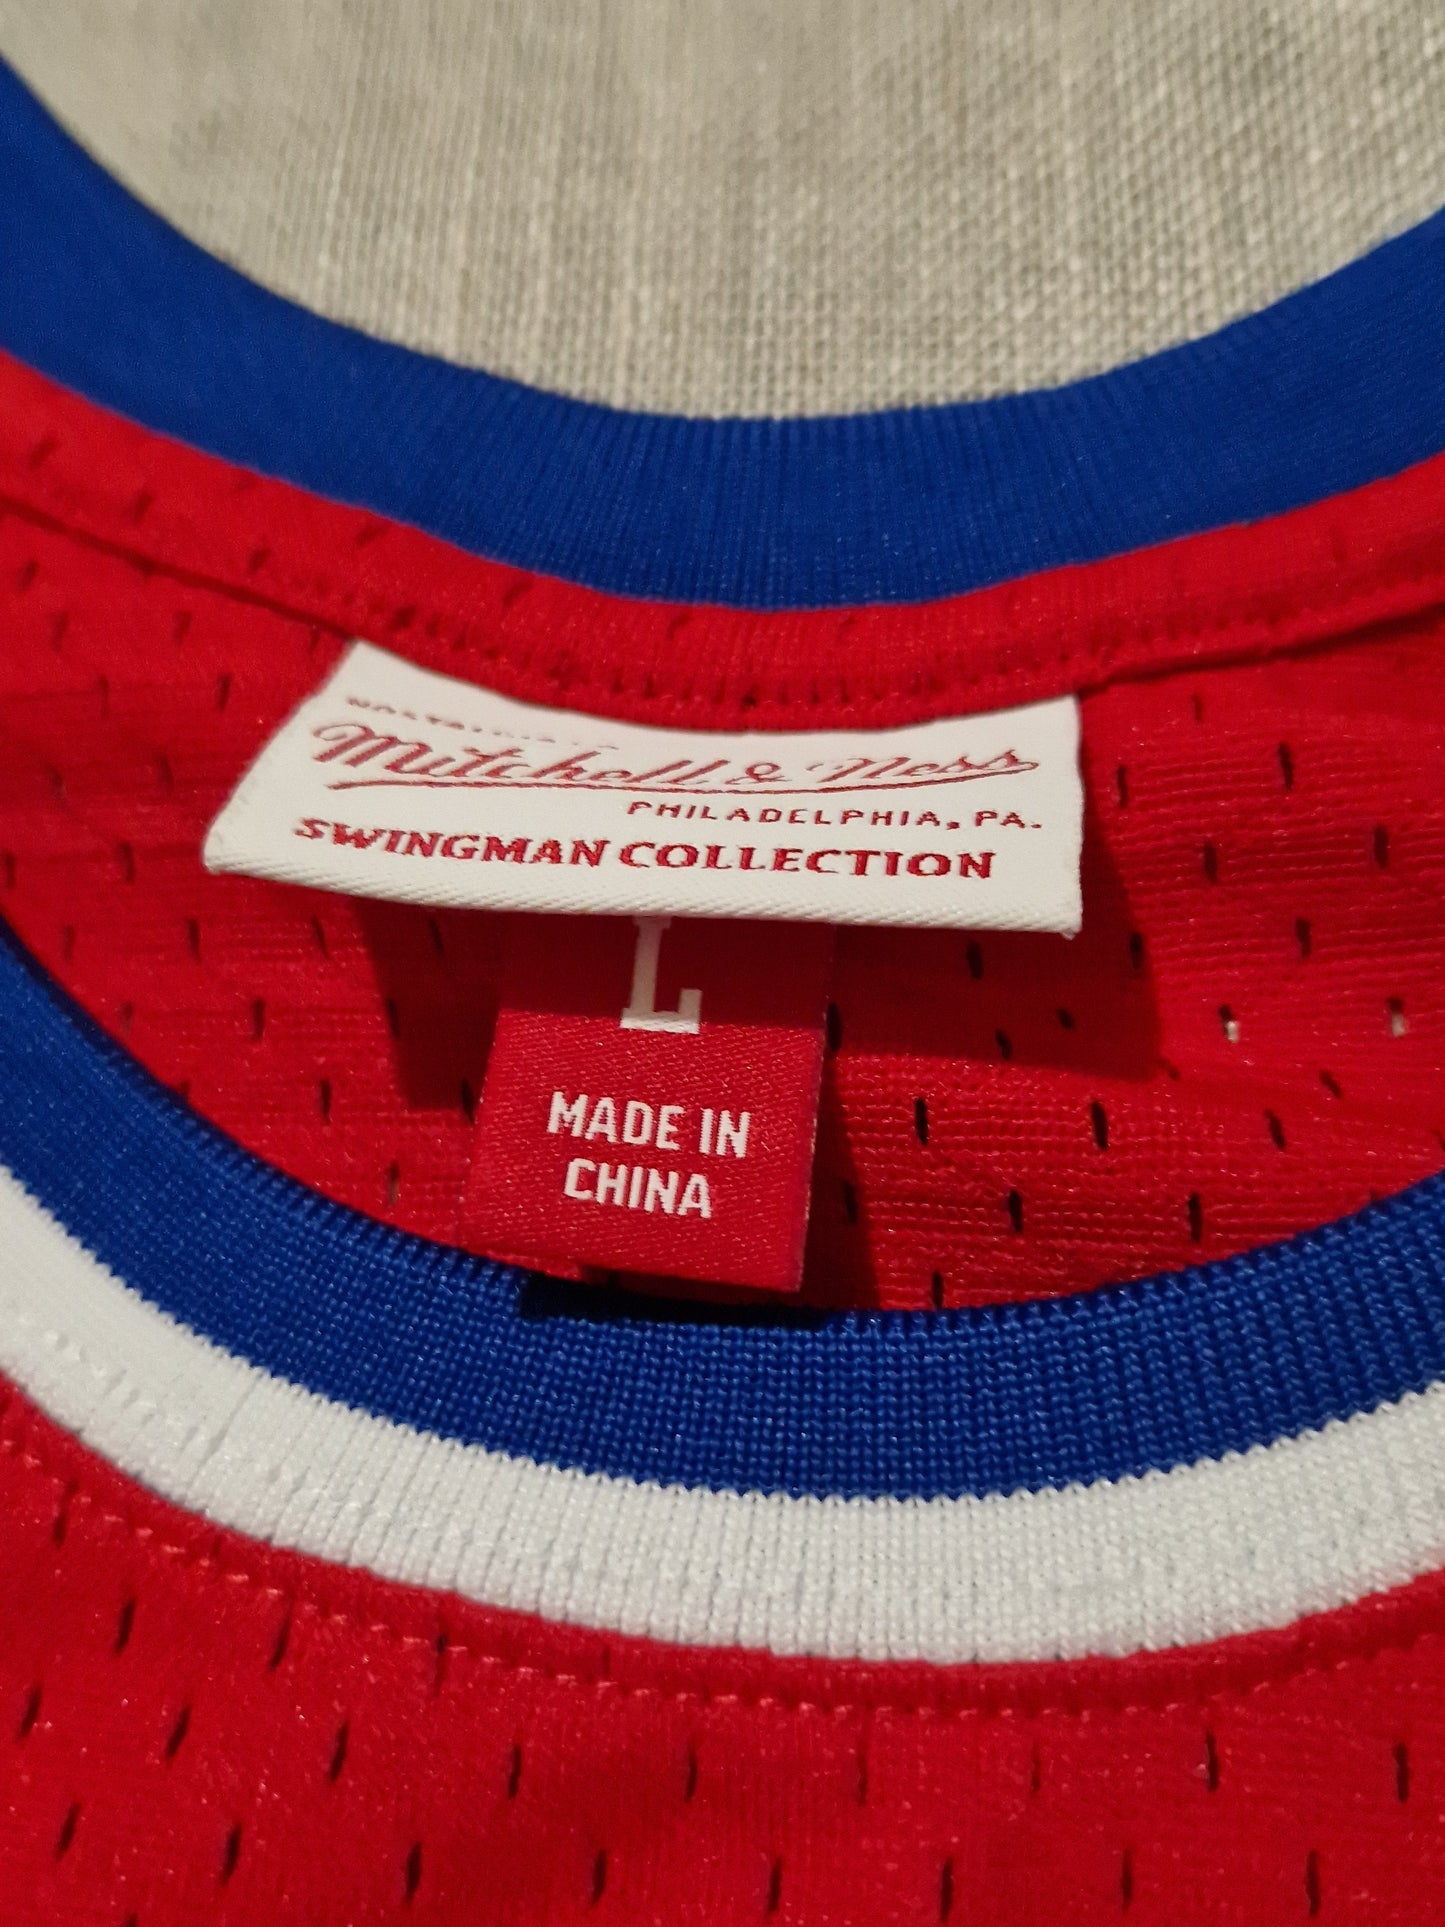 Mitchell & Ness
PHILADELPHIA, PA.
SWINGMAN COLLECTION
L
MADE IN
CHINA